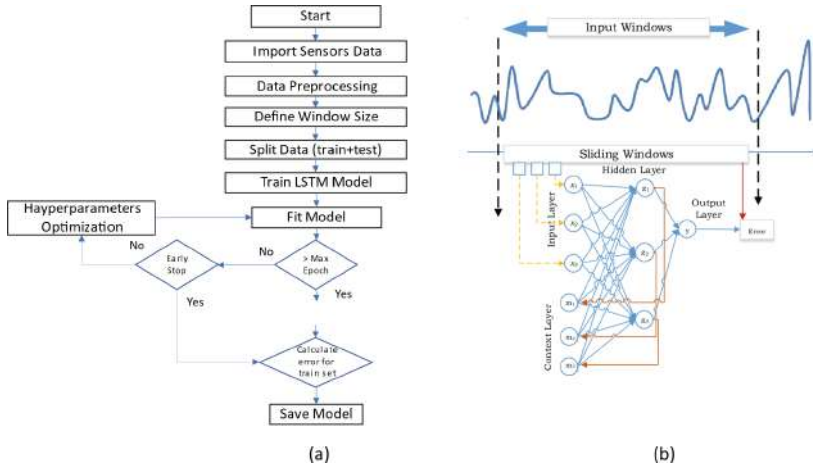 Start
Import Sensors Data
Data Preprocessing
Define Window Size
Split Data (train+test)
Train LSTM Model
Hayperparameters
Optimization
Fit Model
No
Early
Stop
No
> Max
Epoch
Yes
Yes
Calculate
error for
train set
Save Model
(a)
Input Windows
Sliding Windows
Hidden Layer
Input Layer
Output
Layer
Error
Context Layer
y
(b)